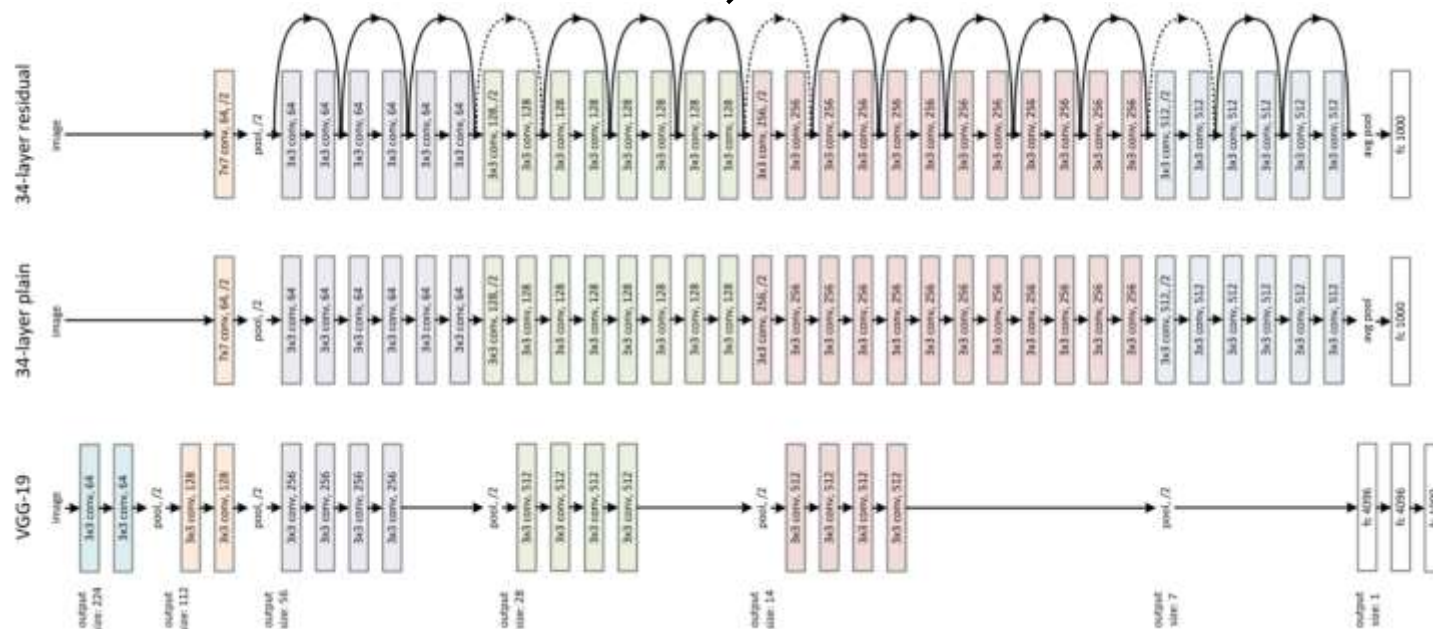 34-layer residual
image
7x7 conv, 64, /2
pool, /2
3x3 conv, 64
3x3 conv, 64
3x3 conv, 64
3x3 conv, 64
3x3 conv, 64
3x3 conv, 64
3x3 conv, 128, /2
3x3 conv, 128
3x3 conv, 128
3x3 conv, 128
3x3 conv, 128
3x3 conv, 128
3x3 conv, 128
3x3 conv, 128
3x3 conv, 256, /2
3x3 conv, 256
3x3 conv, 256
3x3 conv, 256
3x3 conv, 256
3x3 conv, 256
3x3 conv, 256
3x3 conv, 256
3x3 conv, 256
3x3 conv, 256
3x3 conv, 256
3x3 conv, 256
3x3 conv, 512, /2
3x3 conv, 512
3x3 conv, 512
3x3 conv, 512
3x3 conv, 512
3x3 conv, 512
avg pool
fc 1000
34-layer plain
image
7x7 conv, 64, /2
pool, /2
3x3 conv, 64
3x3 conv, 64
3x3 conv, 64
3x3 conv, 64
3x3 conv, 64
3x3 conv, 64
3x3 conv, 128, /2
3x3 conv, 128
3x3 conv, 128
3x3 conv, 128
3x3 conv, 128
3x3 conv, 128
3x3 conv, 128
3x3 conv, 128
3x3 conv, 256, /2
3x3 conv, 256
3x3 conv, 256
3x3 conv, 256
3x3 conv, 256
3x3 conv, 256
3x3 conv, 256
3x3 conv, 256
3x3 conv, 256
3x3 conv, 256
3x3 conv, 256
3x3 conv, 256
3x3 conv, 512, /2
3x3 conv, 512
3x3 conv, 512
3x3 conv, 512
3x3 conv, 512
3x3 conv, 512
avg pool
fc 1000
VGG-19
image
3x3 conv, 64
3x3 conv, 64
pool, /2
3x3 conv, 128
3x3 conv, 128
pool, /2
3x3 conv, 256
3x3 conv, 256
3x3 conv, 256
3x3 conv, 256
pool, /2
3x3 conv, 512
3x3 conv, 512
3x3 conv, 512
3x3 conv, 512
pool, /2
3x3 conv, 512
3x3 conv, 512
3x3 conv, 512
3x3 conv, 512
pool, /2
fc 4096
fc 4096
output
size: 224
output
size: 112
output
size: 56
output
size: 28
output
size: 14
output
size: 7
output
size: 1